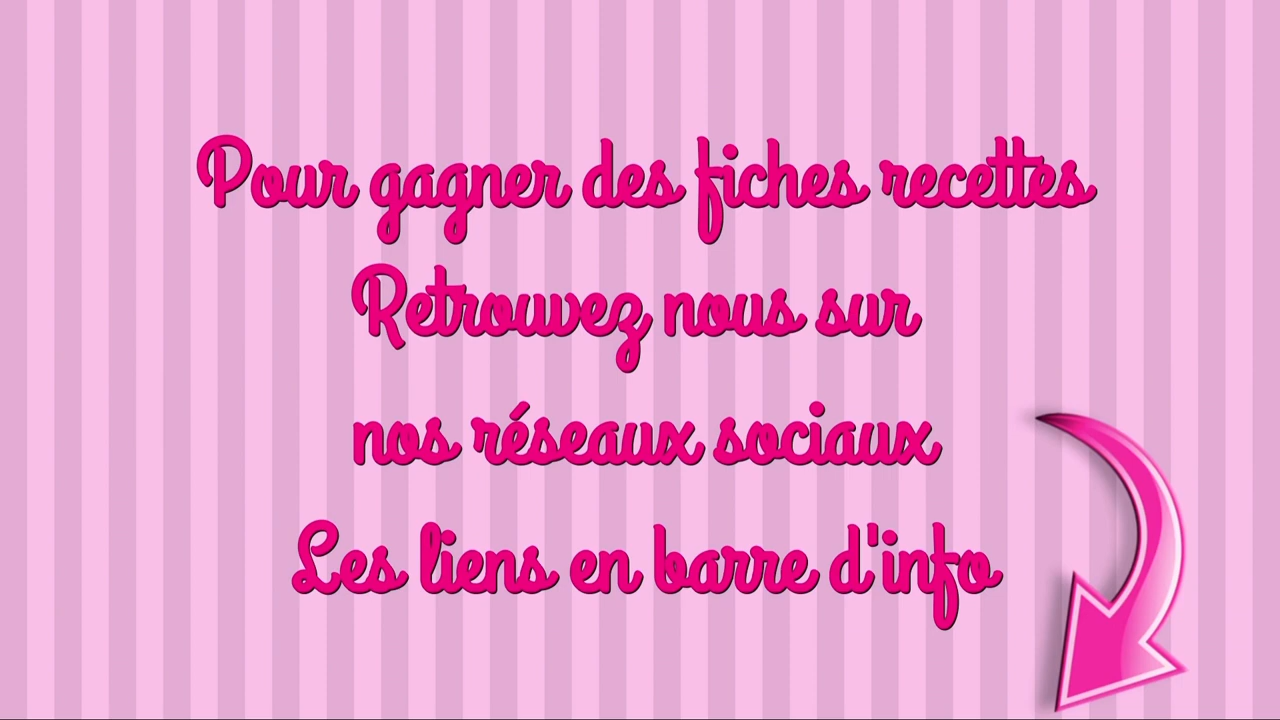 Pour gagner des fiches recettes
Retrouvez nous sur
nos réseaux sociaux
Les liens en barre d'info